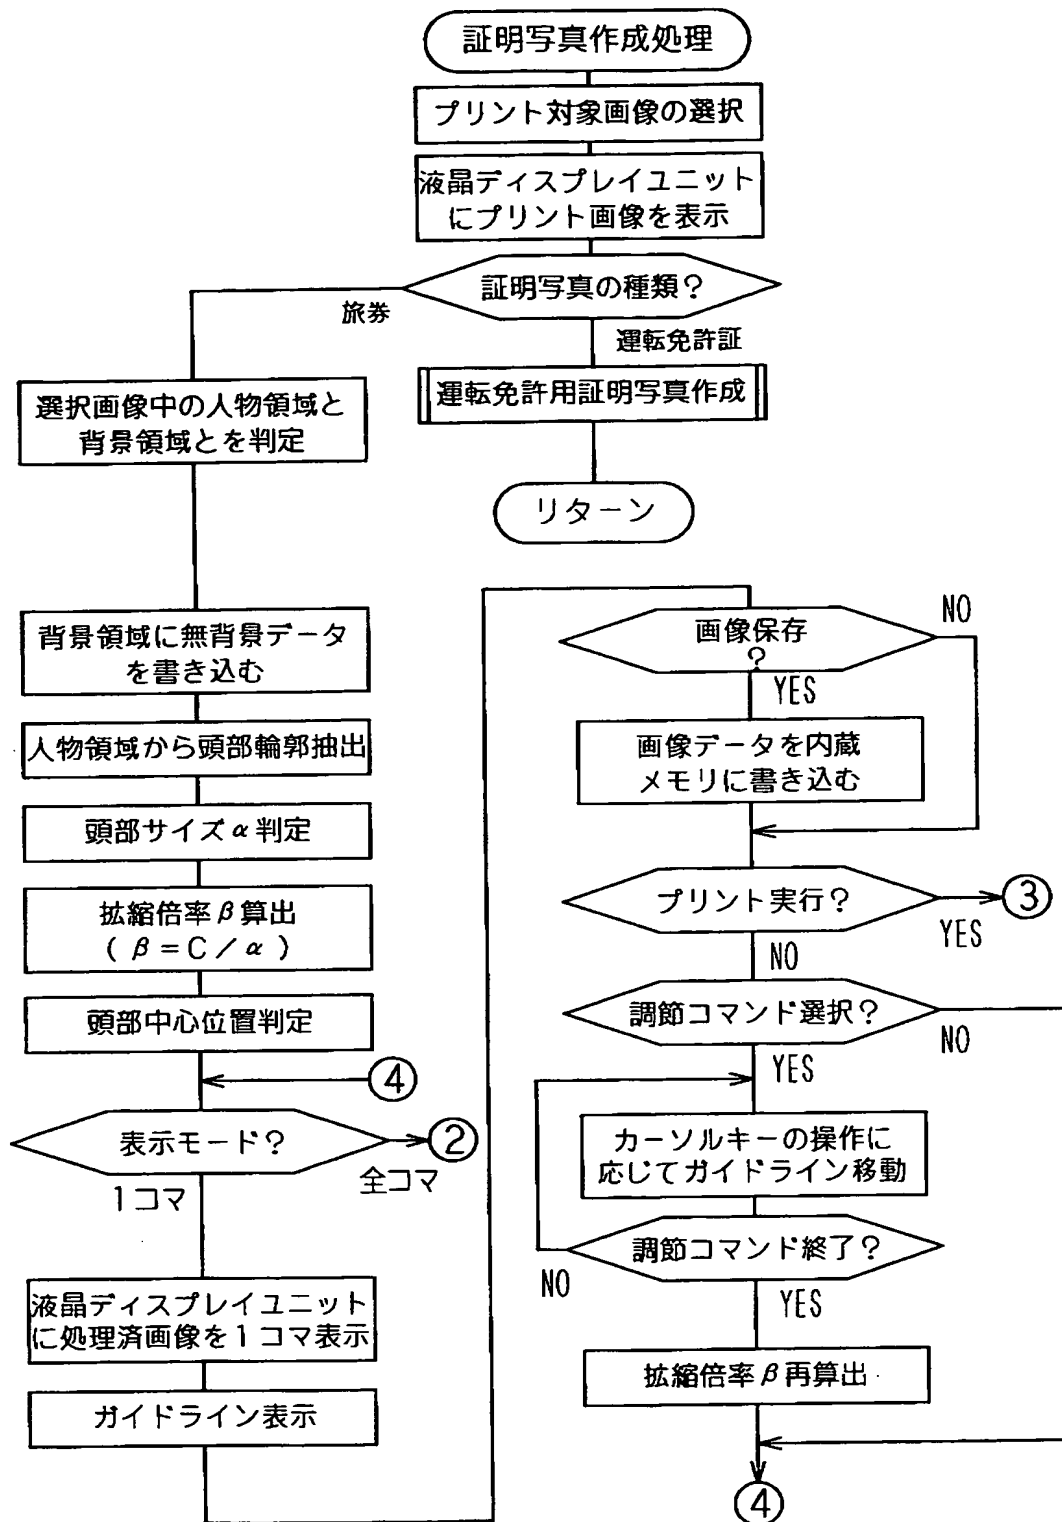 証明写真作成処理
プリント対象画像の選択
液晶ディスプレイユニット
にプリント画像を表示
証明写真の種類？
旅券
運転免許証
運転免許用証明写真作成
リターン
選択画像中の人物領域と
背景領域とを判定
背景領域に無背景データ
を書き込む
人物領域から頭部輪郭抽出
頭部サイズα判定
拡縮倍率β算出
（β＝C／α）
頭部中心位置判定
④
表示モード？
②
全コマ
1コマ
液晶ディスプレイユニット
に処理済画像を1コマ表示
ガイドライン表示
画像保存
？
NO
YES
画像データを内蔵
メモリに書き込む
プリント実行？
③
YES
NO
調節コマンド選択？
NO
YES
カーソルキーの操作に
応じてガイドライン移動
調節コマンド終了？
NO
YES
拡縮倍率β再算出
④